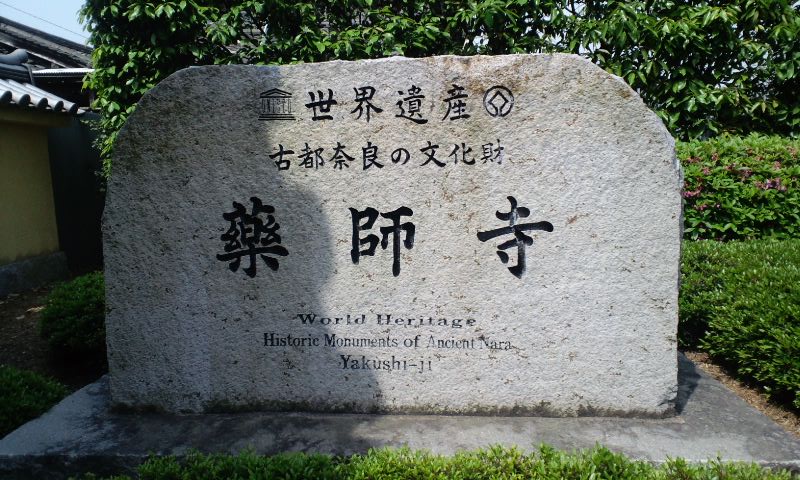 世界遺産
古都奈良の文化財
藥師寺
World Heritage
Historic Monuments of Ancient Nara
Yakushi-ji